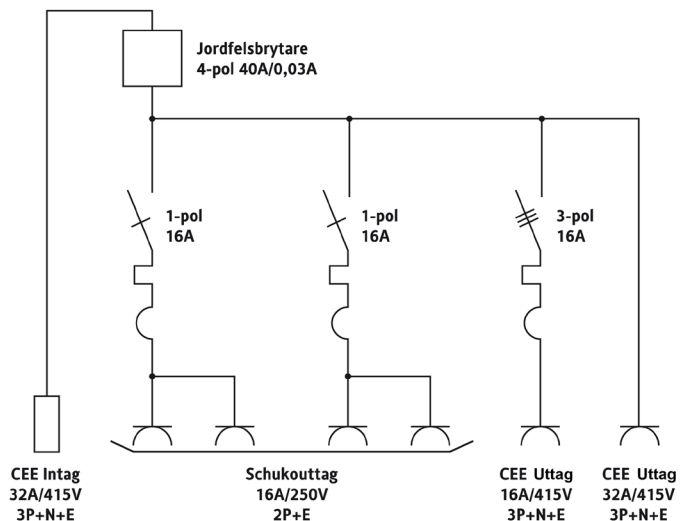 Jordfelsbrytare
4-pol 40A/0,03A
1-pol
16A
1-pol
16A
3-pol
16A
CEE Intag
32A/415V
3P+N+E
Schukouttag
16A/250V
2P+E
CEE Uttag
16A/415V
3P+N+E
CEE Uttag
32A/415V
3P+N+E